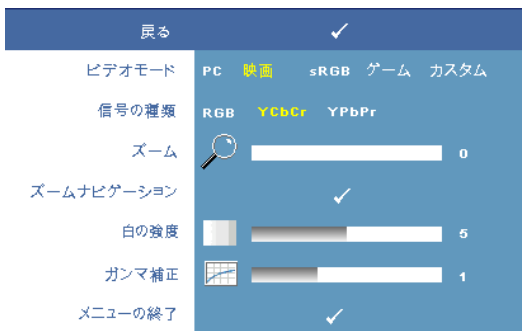 戻る
ビデオモード PC 映画 sRGB ゲーム カスタム
信号の種類 RGB YCbCr YPbPr
ズーム 0
ズームナビゲーション
白の強度 5
ガンマ補正 1
メニューの終了